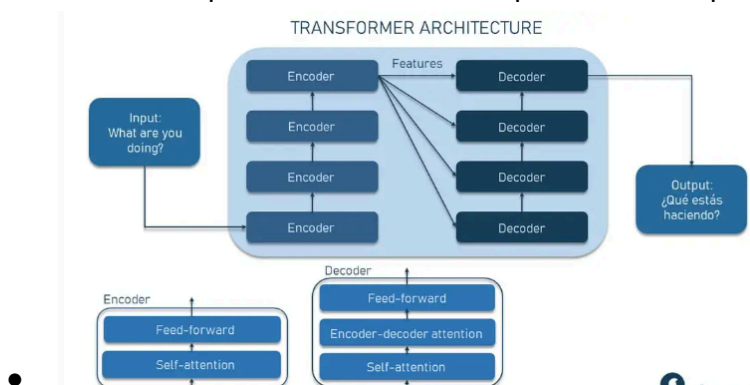 TRANSFORMER ARCHITECTURE
Features
Encoder
Decoder
Input:
What are you
doing?
Encoder
Decoder
Encoder
Decoder
Encoder
Decoder
Output:
¿Qué estás
haciendo?
Encoder
Feed-forward
Self-attention
Decoder
Feed-forward
Encoder-decoder attention
Self-attention